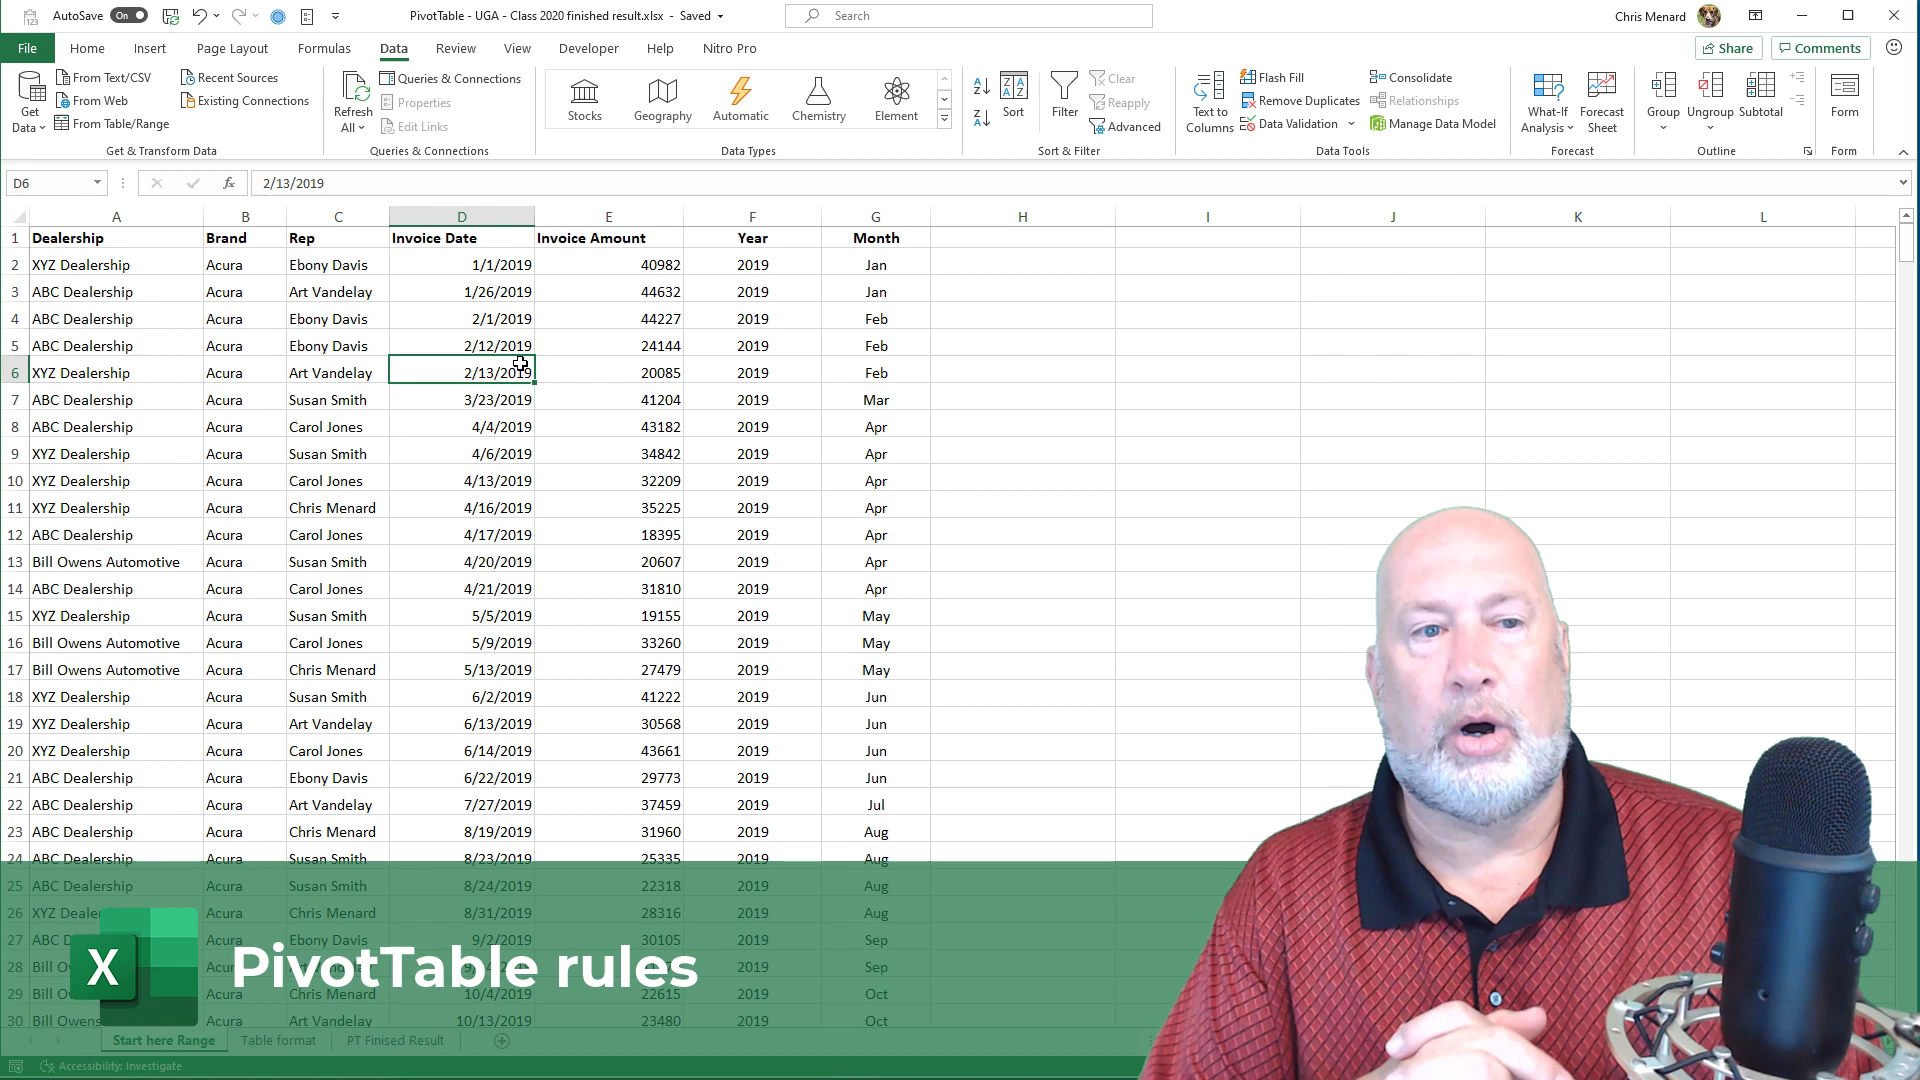 AutoSave On PivotTable - UGA - Class 2020 finished result.xlsx - Saved Search Chris Menard
File Home Insert Page Layout Formulas Data Review View Developer Help Nitro Pro Share Comments
Get Data From Text/CSV From Web From Table/Range Recent Sources Existing Connections
Refresh All Queries & Connections Properties Edit Links
Stocks Geography Automatic Chemistry Element
Sort Filter Clear Reapply Advanced
Text to Columns Flash Fill Remove Duplicates Data Validation Consolidate Relationships Manage Data Model
What-If Analysis Forecast Sheet Group Ungroup Subtotal Form
Get & Transform Data Queries & Connections Data Types Sort & Filter Data Tools Forecast Outline Form
D6 fx 2/13/2019
A B C D E F G H I J K L
1 Dealership Brand Rep Invoice Date Invoice Amount Year Month
2 XYZ Dealership Acura Ebony Davis 1/1/2019 40982 2019 Jan
3 ABC Dealership Acura Art Vandelay 1/26/2019 44632 2019 Jan
4 ABC Dealership Acura Ebony Davis 2/1/2019 44227 2019 Feb
5 ABC Dealership Acura Ebony Davis 2/12/2019 24144 2019 Feb
6 XYZ Dealership Acura Art Vandelay 2/13/2019 20085 2019 Feb
7 ABC Dealership Acura Susan Smith 3/23/2019 41204 2019 Mar
8 ABC Dealership Acura Carol Jones 4/4/2019 43182 2019 Apr
9 XYZ Dealership Acura Susan Smith 4/6/2019 34842 2019 Apr
10 XYZ Dealership Acura Carol Jones 4/13/2019 32209 2019 Apr
11 XYZ Dealership Acura Chris Menard 4/16/2019 35225 2019 Apr
12 ABC Dealership Acura Carol Jones 4/17/2019 18395 2019 Apr
13 Bill Owens Automotive Acura Susan Smith 4/20/2019 20607 2019 Apr
14 ABC Dealership Acura Carol Jones 4/21/2019 31810 2019 Apr
15 XYZ Dealership Acura Susan Smith 5/5/2019 19155 2019 May
16 Bill Owens Automotive Acura Carol Jones 5/9/2019 33260 2019 May
17 Bill Owens Automotive Acura Chris Menard 5/13/2019 27479 2019 May
18 XYZ Dealership Acura Susan Smith 6/2/2019 41222 2019 Jun
19 XYZ Dealership Acura Art Vandelay 6/13/2019 30568 2019 Jun
20 XYZ Dealership Acura Carol Jones 6/14/2019 43661 2019 Jun
21 ABC Dealership Acura Ebony Davis 6/22/2019 29773 2019 Jun
22 ABC Dealership Acura Art Vandelay 7/27/2019 37459 2019 Jul
23 ABC Dealership Acura Chris Menard 8/19/2019 31960 2019 Aug
24 ABC Dealership Acura Susan Smith 8/23/2019 25335 2019 Aug
25 ABC Dealership Acura Susan Smith 8/24/2019 22318 2019 Aug
26 XYZ Acura Chris Menard 8/31/2019 28316 2019 Aug
27 ABC Acura Ebony Davis 9/2/2019 30105 2019 Sep
28 2019 Sep
29 Acura Chris Menard 10/4/2019 22615 2019 Oct
30 Bill Owens Acura Art Vandelay 10/13/2019 23480 2019 Oct
X PivotTable rules
Start here Range Table format PT Finised Result
Accessibility: Investigate